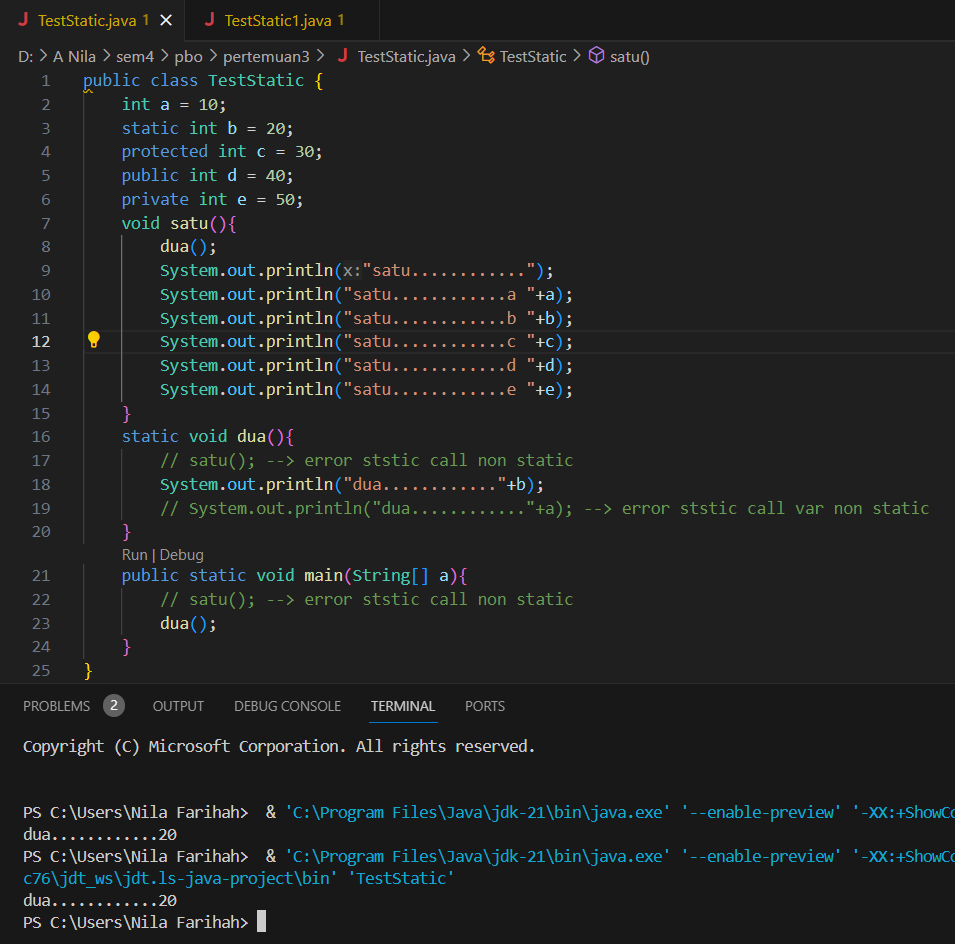 TestStatic.java 1 × TestStatic1.java 1
D: > A Nila > sem4 > pbo > pertemuan3 > TestStatic.java > TestStatic > satu()
1 public class TestStatic {
2 int a = 10;
3 static int b = 20;
4 protected int c = 30;
5 public int d = 40;
6 private int e = 50;
7 void satu(){
8 dua();
9 System.out.println(x:"satu............");
10 System.out.println("satu............a "+a);
11 System.out.println("satu............b "+b);
12 System.out.println("satu............c "+c);
13 System.out.println("satu............d "+d);
14 System.out.println("satu............e "+e);
15 }
16 static void dua(){
17 // satu(); --> error ststic call non static
18 System.out.println("dua............"+b);
19 // System.out.println("dua............"+a); --> error ststic call var non static
20 }
Run | Debug
21 public static void main(String[] a){
22 // satu(); --> error ststic call non static
23 dua();
24 }
25 }
PROBLEMS 2 OUTPUT DEBUG CONSOLE TERMINAL PORTS
Copyright (C) Microsoft Corporation. All rights reserved.
PS C:\Users\Nila Farihah> & 'C:\Program Files\Java\jdk-21\bin\java.exe' '--enable-preview' '-XX:+ShowCo
dua............20
PS C:\Users\Nila Farihah> & 'C:\Program Files\Java\jdk-21\bin\java.exe' '--enable-preview' '-XX:+ShowCo
c76\jdt_ws\jdt.ls-java-project\bin' 'TestStatic'
dua............20
PS C:\Users\Nila Farihah>